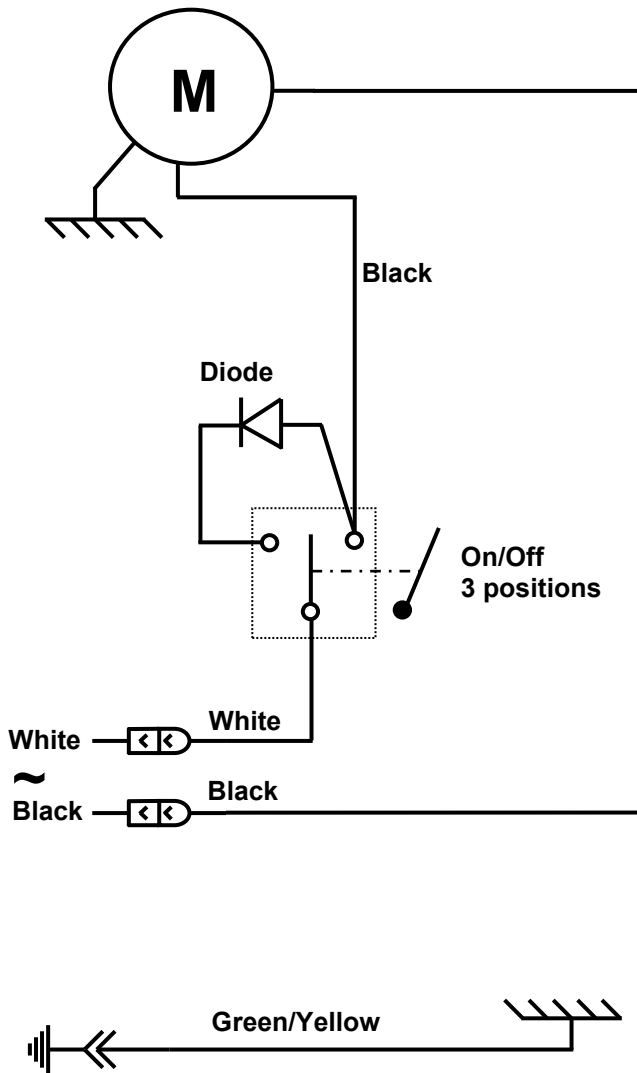 M
Black
Diode
On/Off
3 positions
White
White
~
Black
Black
Green/Yellow